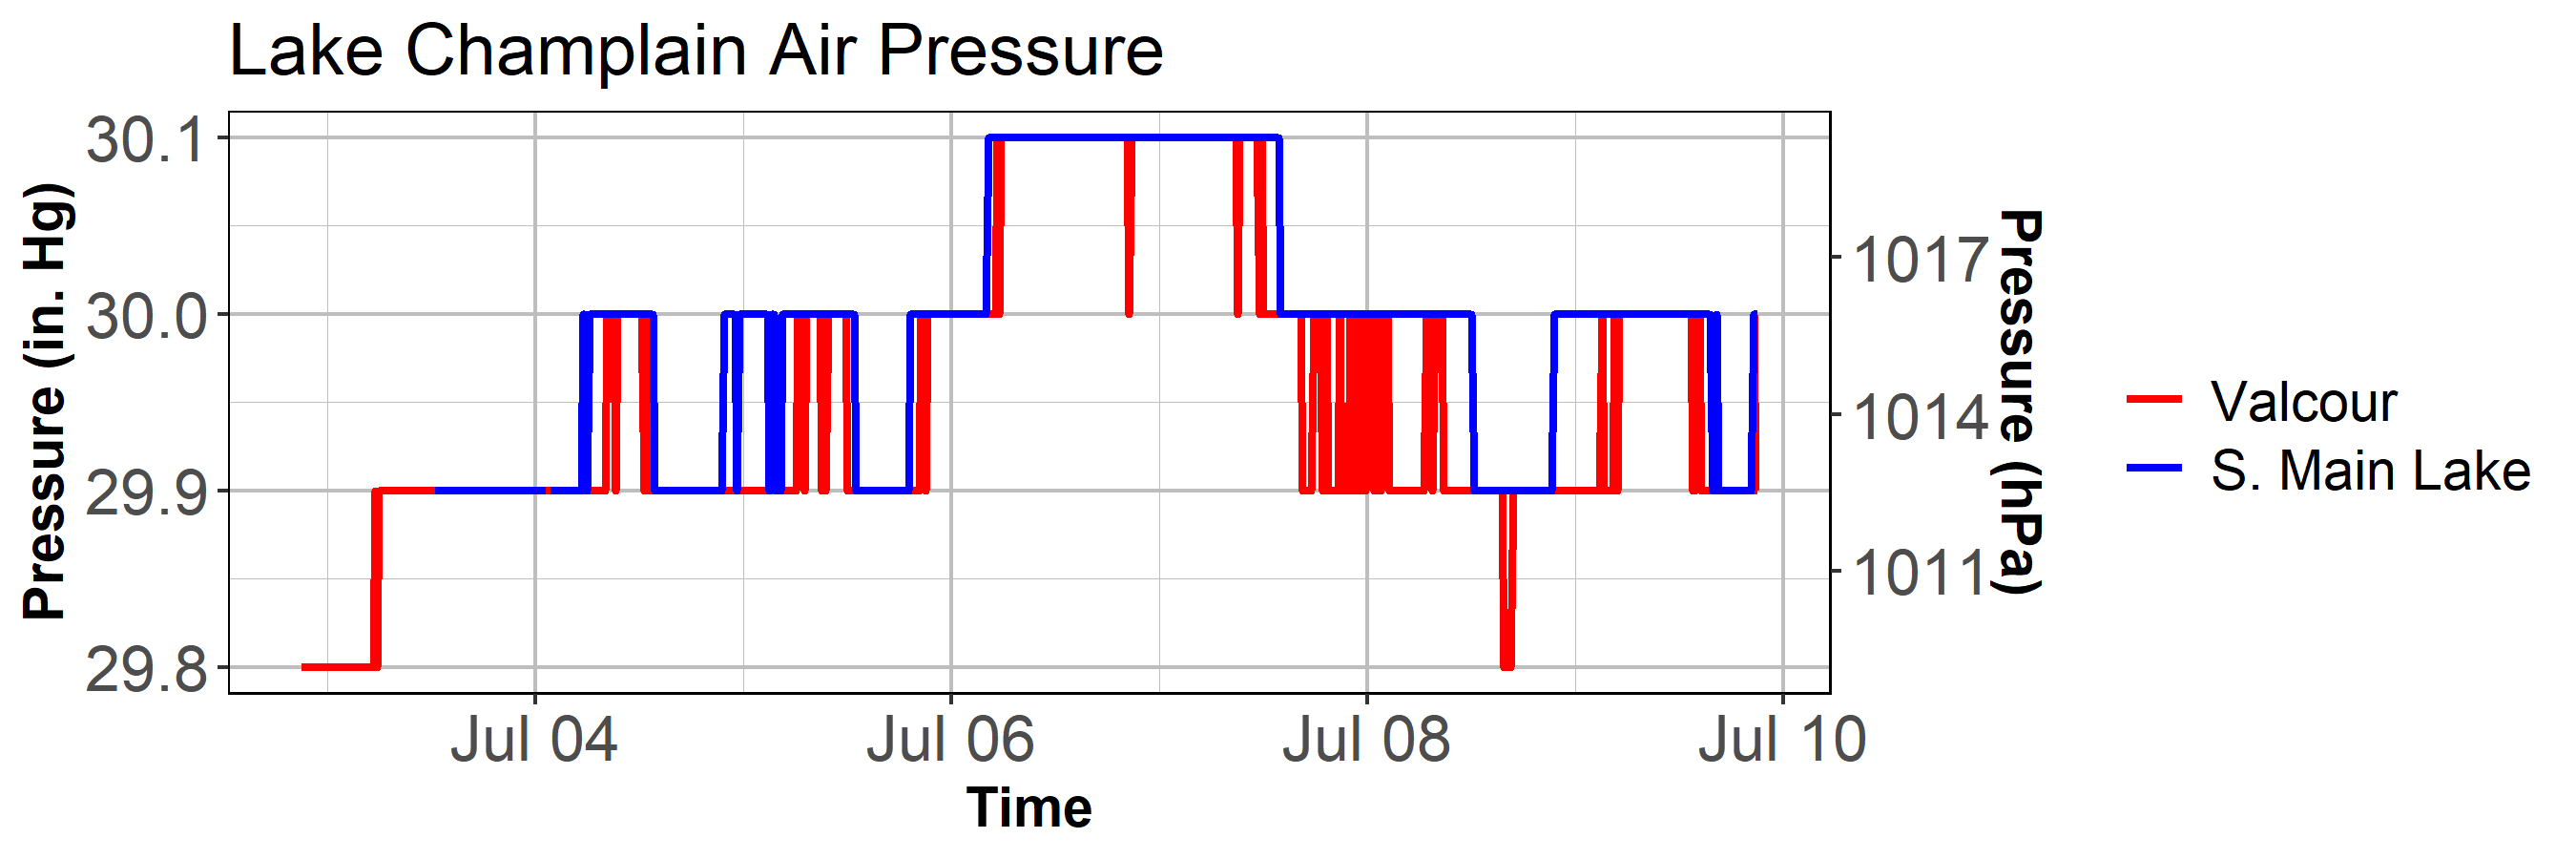 Lake Champlain Air Pressure
Pressure (in. Hg)
30.1
30.0
29.9
29.8
1017
1014
1011
Pressure (hPa)
Jul 04
Jul 06
Jul 08
Jul 10
Time
Valcour
S. Main Lake